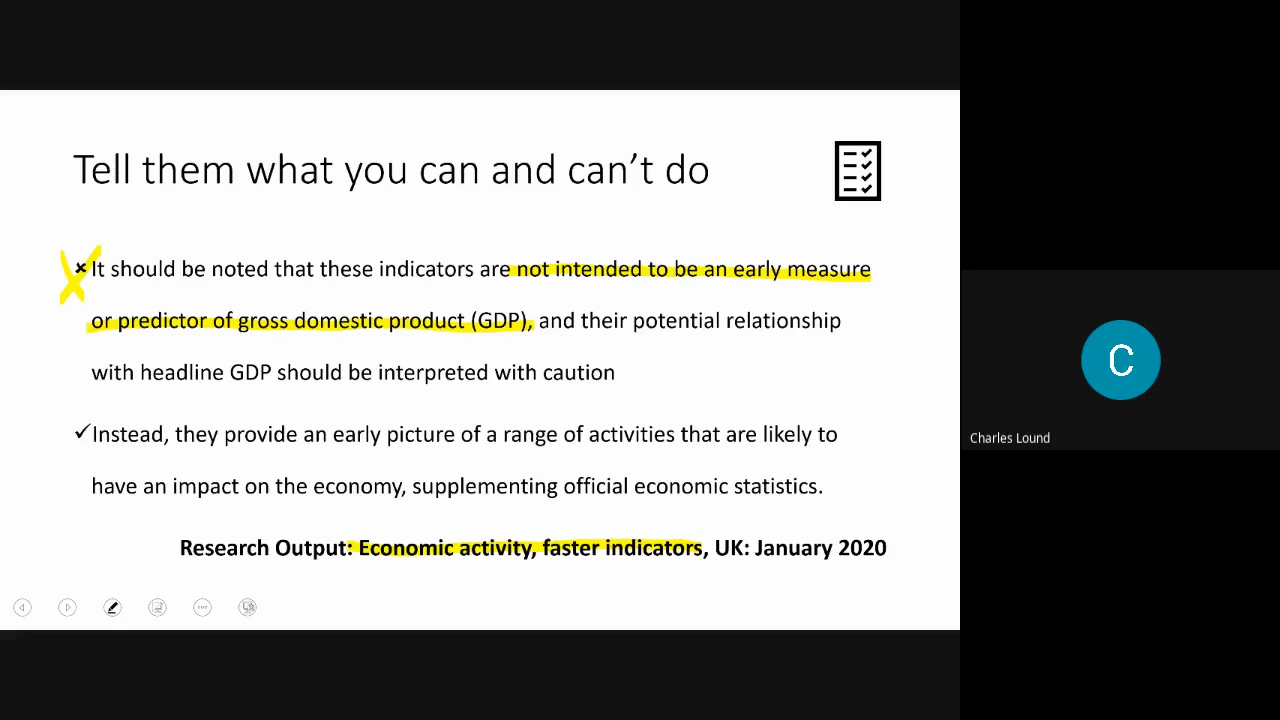 Tell them what you can and can’t do
It should be noted that these indicators are not intended to be an early measure
or predictor of gross domestic product (GDP), and their potential relationship
with headline GDP should be interpreted with caution
Instead, they provide an early picture of a range of activities that are likely to
have an impact on the economy, supplementing official economic statistics.
Research Output: Economic activity, faster indicators, UK: January 2020
C
Charles Lound